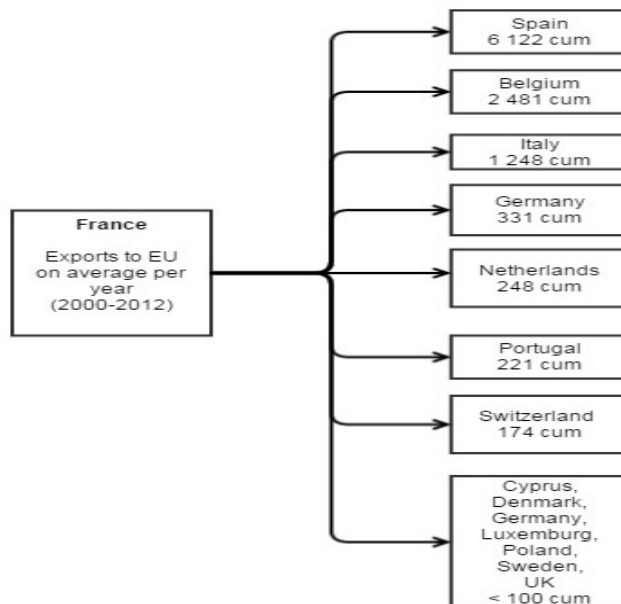 Spain
6 122 cum
Belgium
2 481 cum
Italy
1 248 cum
Germany
331 cum
France
Exports to EU
on average per
year
(2000-2012)
Netherlands
248 cum
Portugal
221 cum
Switzerland
174 cum
Cyprus,
Denmark,
Germany,
Luxemburg,
Poland,
Sweden,
UK
< 100 cum